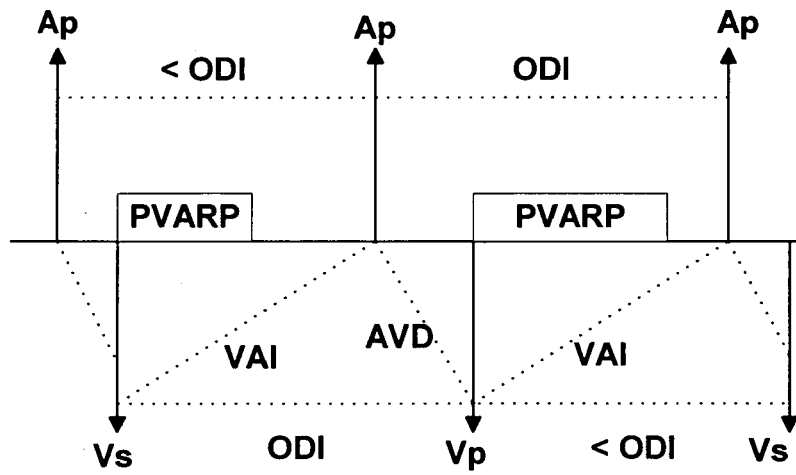 Ap Ap Ap
< ODI ODI
PVARP PVARP
AVD
VAI VAI
Vs ODI Vp < ODI Vs